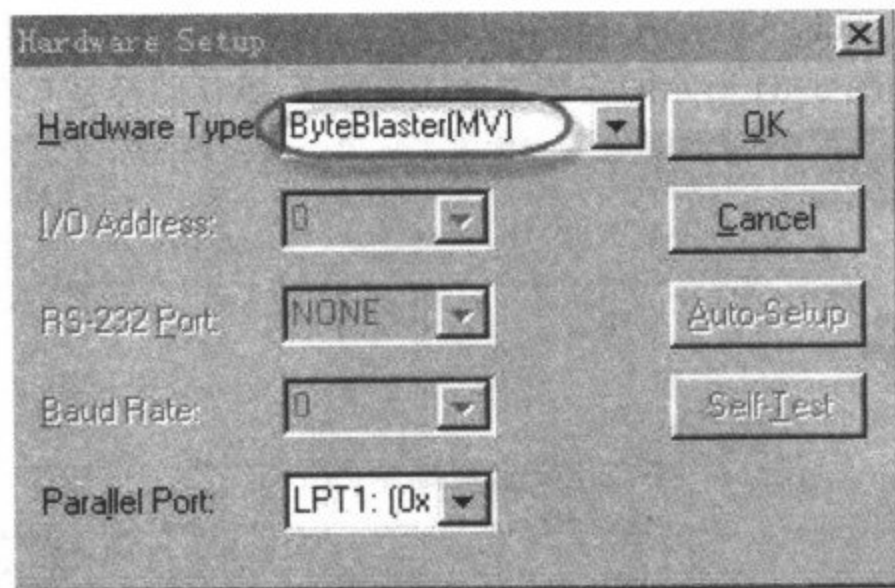 Hardware Setup
Hardware Type: ByteBlaster(MV) OK
I/O Address: 0 Cancel
RS-232 Port: NONE Auto-Setup
Baud Rate: 0 Self-Test
Parallel Port: LPT1: (0x